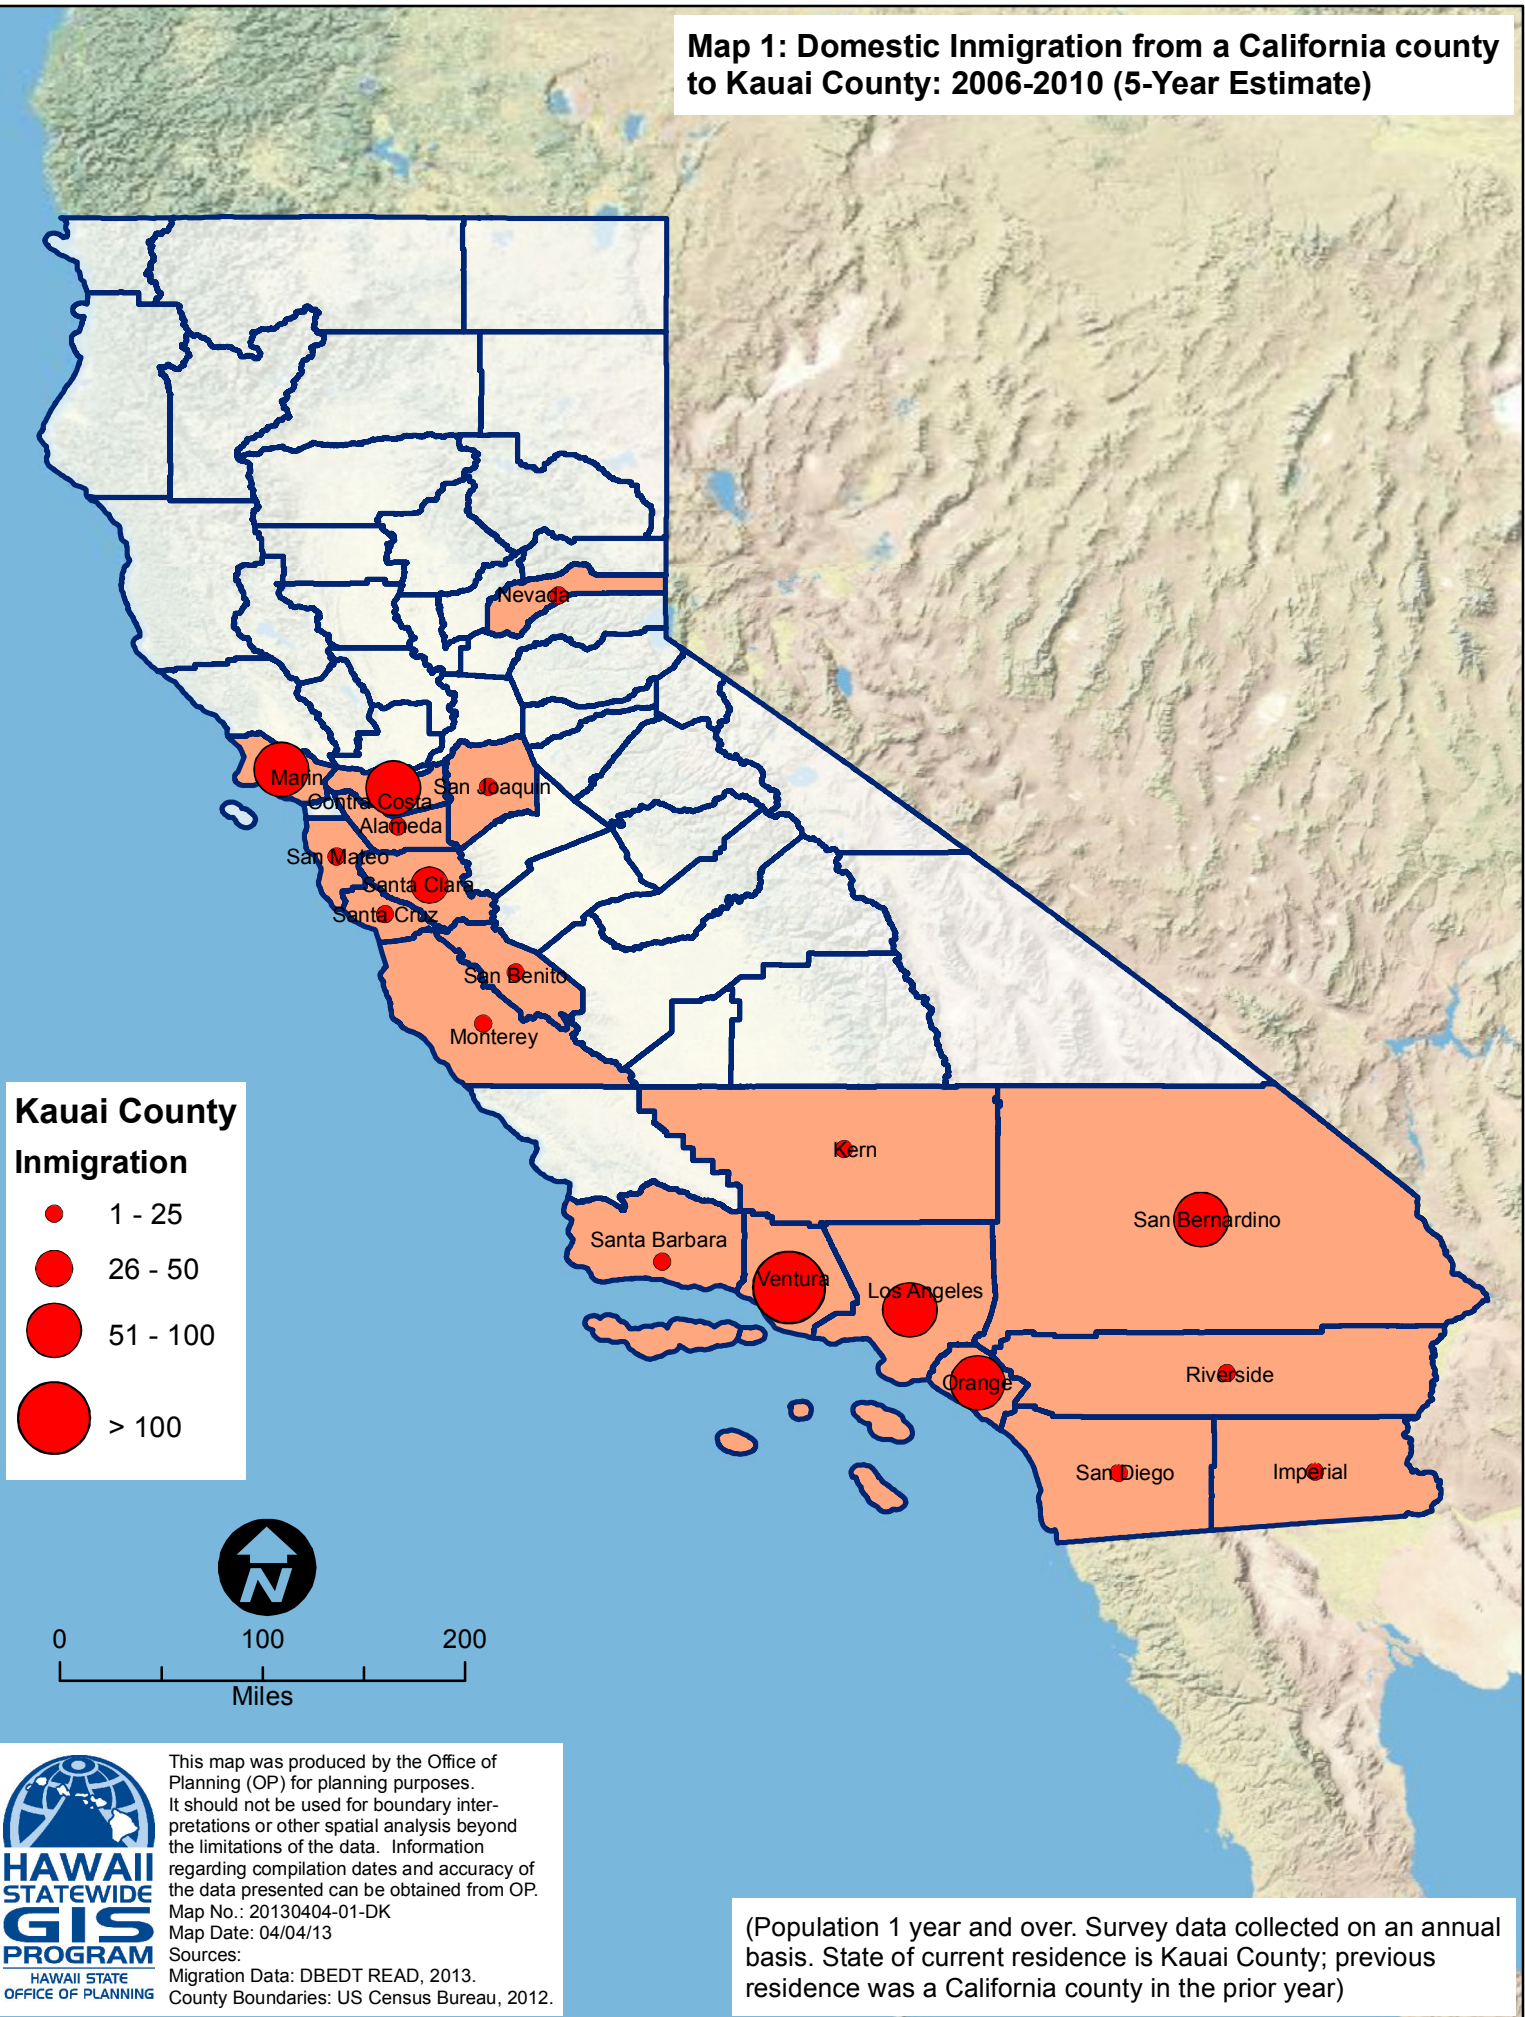 Map 1: Domestic Inmigration from a California county
to Kauai County: 2006-2010 (5-Year Estimate)
Nevada
Marin
Contra Costa
San Joaquin
Alameda
San Mateo
Santa Clara
Santa Cruz
San Benito
Monterey
Kern
San Bernardino
Santa Barbara
Ventura
Los Angeles
Orange
Riverside
San Diego
Imperial
Kauai County
Inmigration
1 - 25
26 - 50
51 - 100
> 100
N
0 100 200
Miles
HAWAII
STATEWIDE
GIS
PROGRAM
HAWAII STATE
OFFICE OF PLANNING
This map was produced by the Office of
Planning (OP) for planning purposes.
It should not be used for boundary inter-
pretations or other spatial analysis beyond
the limitations of the data. Information
regarding compilation dates and accuracy of
the data presented can be obtained from OP.
Map No.: 20130404-01-DK
Map Date: 04/04/13
Sources:
Migration Data: DBEDT READ, 2013.
County Boundaries: US Census Bureau, 2012.
(Population 1 year and over. Survey data collected on an annual
basis. State of current residence is Kauai County; previous
residence was a California county in the prior year)